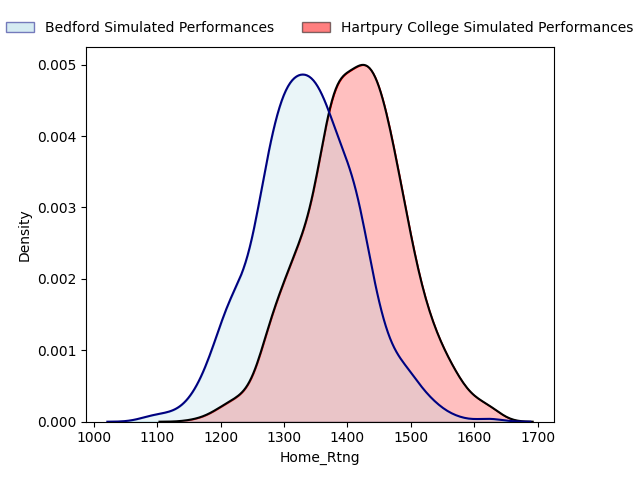 Bedford Simulated Performances
Hartpury College Simulated Performances
0.005
0.004
0.003
0.002
0.001
0.000
Density
1000 1100 1200 1300 1400 1500 1600 1700
Home_Rtng